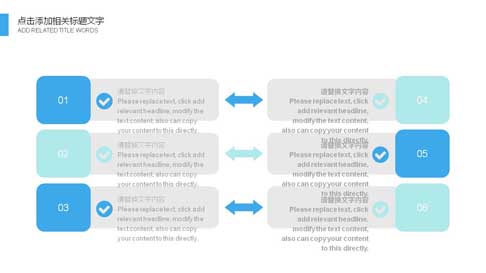 点击添加相关标题文字
ADD RELATED TITLE WORDS
01
请替换文字内容
Please replace text, click add
relevant headline, modify the
text content, also can copy
your content to this directly.
请替换文字内容
Please replace text, click
add relevant headline,
modify the text content,
also can copy your content
to this directly.
04
02
请替换文字内容
Please replace text, click add
relevant headline, modify the
text content, also can copy
your content to this directly.
请替换文字内容
Please replace text, click
add relevant headline,
modify the text content,
also can copy your content
to this directly.
05
03
请替换文字内容
Please replace text, click add
relevant headline, modify the
text content, also can copy
your content to this directly.
请替换文字内容
Please replace text, click
add relevant headline,
modify the text content,
also can copy your content
to this directly.
06